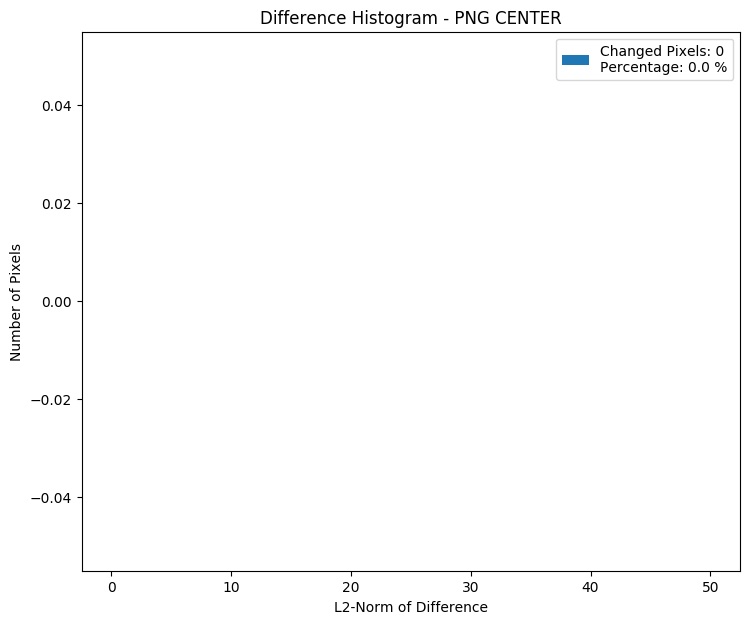 Difference Histogram - PNG CENTER
Changed Pixels: 0
Percentage: 0.0 %
0.04
0.02
0.00
−0.02
−0.04
Number of Pixels
0 10 20 30 40 50
L2-Norm of Difference